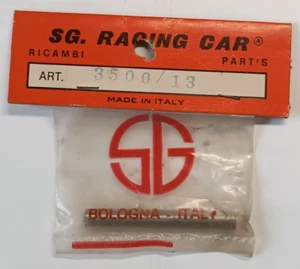 SG. RACING CAR®
RICAMBI PART'S
ART. 3500/13
MADE IN ITALY
SG
BOLOGNA - ITALY